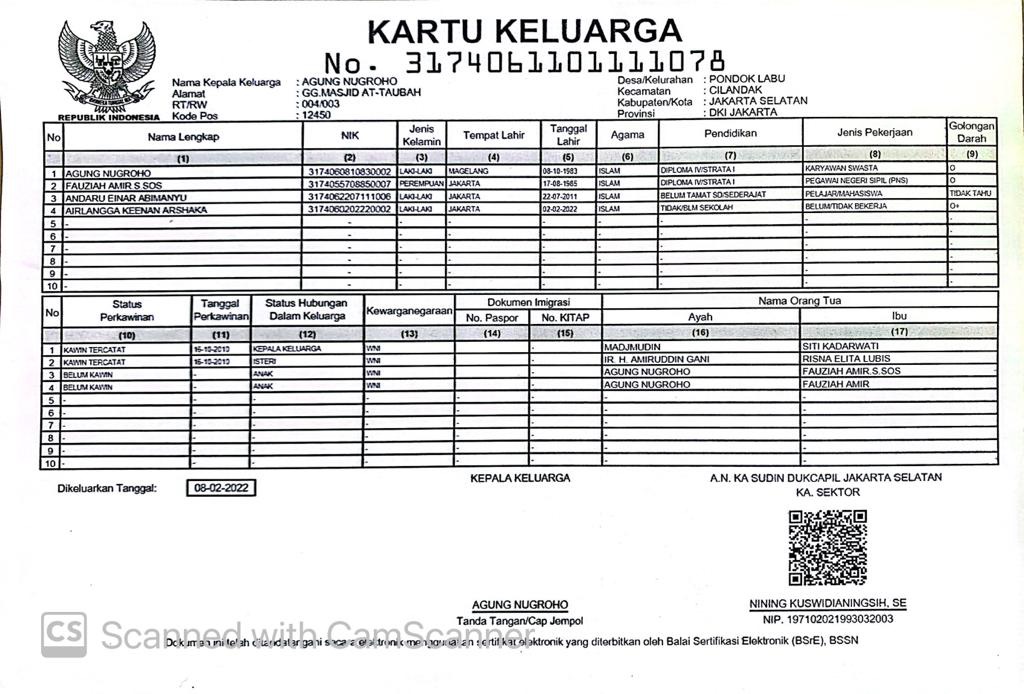 KARTU KELUARGA
No. 3174061101111078
REPUBLIK INDONESIA
Nama Kepala Keluarga : AGUNG NUGROHO
Alamat : GG.MASJID AT-TAUBAH
RT/RW : 004/003
Kode Pos : 12450
Desa/Kelurahan : PONDOK LABU
Kecamatan : CILANDAK
Kabupaten/Kota : JAKARTA SELATAN
Provinsi : DKI JAKARTA
No Nama Lengkap NIK Jenis Kelamin Tempat Lahir Tanggal Lahir Agama Pendidikan Jenis Pekerjaan Golongan Darah
(1) (2) (3) (4) (5) (6) (7) (8) (9)
1 AGUNG NUGROHO 3174060810830002 LAKI-LAKI MAGELANG 08-10-1983 ISLAM DIPLOMA IV/STRATA I KARYAWAN SWASTA O
2 FAUZIAH AMIR S.SOS 3174055708850007 PEREMPUAN JAKARTA 17-08-1985 ISLAM DIPLOMA IV/STRATA I PEGAWAI NEGERI SIPIL (PNS) O
3 ANDARU EINAR ABIMANYU 3174062207111006 LAKI-LAKI JAKARTA 22-07-2011 ISLAM BELUM TAMAT SD/SEDERAJAT PELAJAR/MAHASISWA TIDAK TAHU
4 AIRLANGGA KEENAN ARSHAKA 3174060202220002 LAKI-LAKI JAKARTA 02-02-2022 ISLAM TIDAK/BLM SEKOLAH BELUM/TIDAK BEKERJA O+
5 - - - - - - - - -
6 - - - - - - - - -
7 - - - - - - - - -
8 - - - - - - - - -
9 - - - - - - - - -
10 - - - - - - - - -
No Status Perkawinan Tanggal Perkawinan Status Hubungan Dalam Keluarga Kewarganegaraan Dokumen Imigrasi Nama Orang Tua
No. Paspor No. KITAP Ayah Ibu
(10) (11) (12) (13) (14) (15) (16) (17)
1 KAWIN TERCATAT 16-10-2010 KEPALA KELUARGA WNI - MADJMUDIN SITI KADARWATI
2 KAWIN TERCATAT 16-10-2010 ISTERI WNI - IR. H. AMIRUDDIN GANI RISNA ELITA LUBIS
3 BELUM KAWIN - ANAK WNI - AGUNG NUGROHO FAUZIAH AMIR.S.SOS
4 BELUM KAWIN - ANAK WNI - AGUNG NUGROHO FAUZIAH AMIR
5 - - - - - - -
6 - - - - - - -
7 - - - - - - -
8 - - - - - - -
9 - - - - - - -
10 - - - - - - -
Dikeluarkan Tanggal: 08-02-2022
KEPALA KELUARGA
A.N. KA SUDIN DUKCAPIL JAKARTA SELATAN
KA. SEKTOR
AGUNG NUGROHO
Tanda Tangan/Cap Jempol
NINING KUSWIDIANINGSIH, SE
NIP. 197102021993032003
CS Scanned with CamScanner
Dokumen ini telah ditandatangani secara elektronik menggunakan sertifikat elektronik yang diterbitkan oleh Balai Sertifikasi Elektronik (BSrE), BSSN